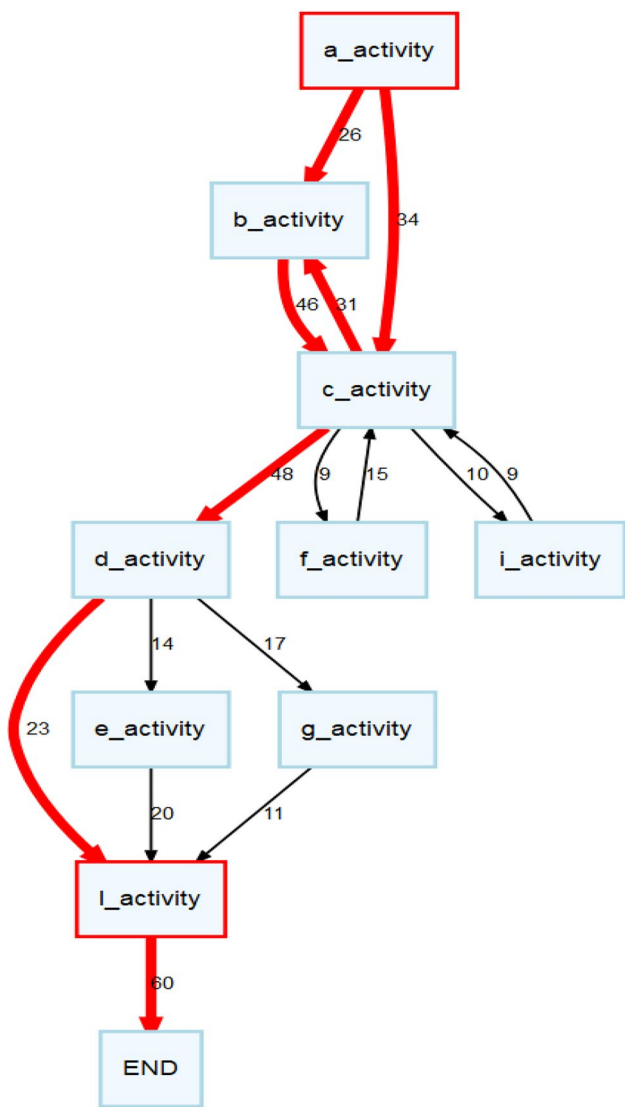 a_activity
26
b_activity
34
46
31
c_activity
48
9
15
10
9
d_activity
f_activity
i_activity
14
17
23
e_activity
g_activity
20
11
l_activity
60
END